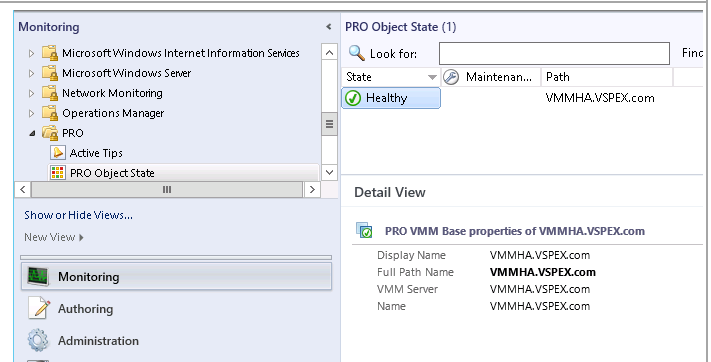 Monitoring
Microsoft Windows Internet Information Services
Microsoft Windows Server
Network Monitoring
Operations Manager
PRO
Active Tips
PRO Object State
Show or Hide Views...
New View
Monitoring
Authoring
Administration
PRO Object State (1)
Look for: Find
State Maintenan... Path
Healthy VMMHA.VSPEX.com
Detail View
PRO VMM Base properties of VMMHA.VSPEX.com
Display Name VMMHA.VSPEX.com
Full Path Name VMMHA.VSPEX.com
VMM Server VMMHA.VSPEX.com
Name VMMHA.VSPEX.com